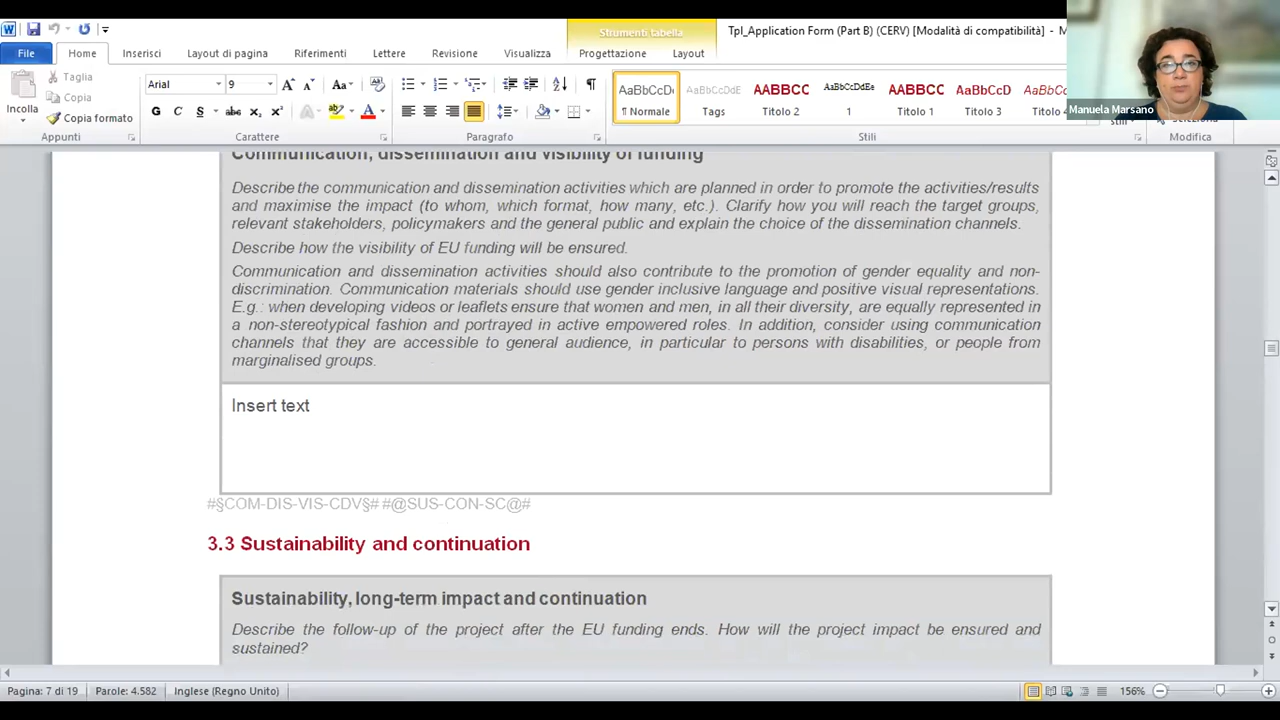 Strumenti tabella
Tpl_Application Form (Part B) (CERV) [Modalità di compatibilità] - M
File Home Inserisci Layout di pagina Riferimenti Lettere Revisione Visualizza Progettazione Layout
Taglia
Copia
Copia formato
Incolla
Arial 9
AaBbCcDc AaBbCcDdE AABBCC AaBbCcDdEe AABBCC AaBbCcD
¶ Normale Tags Titolo 2 1 Titolo 1 Titolo 3
Appunti Carattere Paragrafo Stili Modifica
Manuela Marsano
Communication, dissemination and visibility of funding
Describe the communication and dissemination activities which are planned in order to promote the activities/results
and maximise the impact (to whom, which format, how many, etc.). Clarify how you will reach the target groups,
relevant stakeholders, policymakers and the general public and explain the choice of the dissemination channels.
Describe how the visibility of EU funding will be ensured.
Communication and dissemination activities should also contribute to the promotion of gender equality and non-
discrimination. Communication materials should use gender inclusive language and positive visual representations.
E.g.: when developing videos or leaflets ensure that women and men, in all their diversity, are equally represented in
a non-stereotypical fashion and portrayed in active empowered roles. In addition, consider using communication
channels that they are accessible to general audience, in particular to persons with disabilities, or people from
marginalised groups.
Insert text
#§COM-DIS-VIS-CDV§# #@SUS-CON-SC@#
3.3 Sustainability and continuation
Sustainability, long-term impact and continuation
Describe the follow-up of the project after the EU funding ends. How will the project impact be ensured and
sustained?
Pagina: 7 di 19 Parole: 4.582 Inglese (Regno Unito) 156%